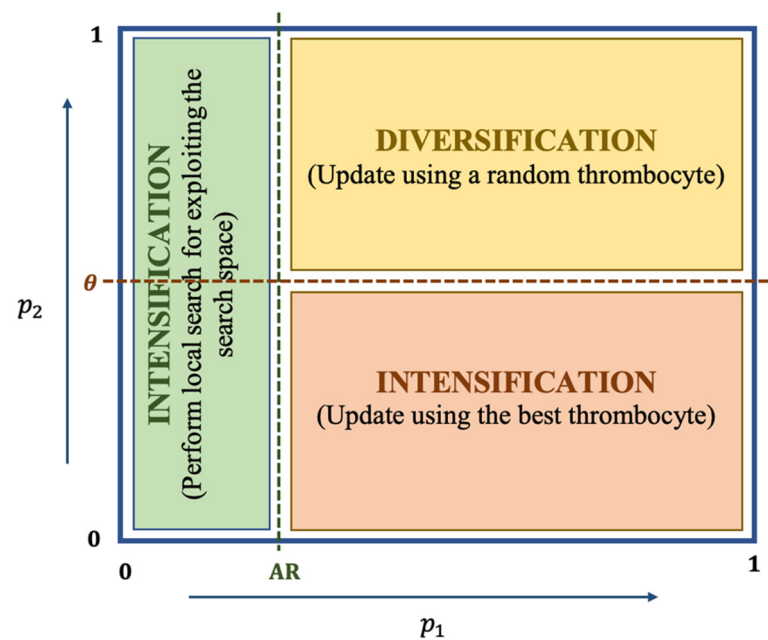 1
INTENSIFICATION
(Perform local search for exploiting the
search space)
DIVERSIFICATION
(Update using a random thrombocyte)
θ
p₂
INTENSIFICATION
(Update using the best thrombocyte)
0
0
AR
1
p₁